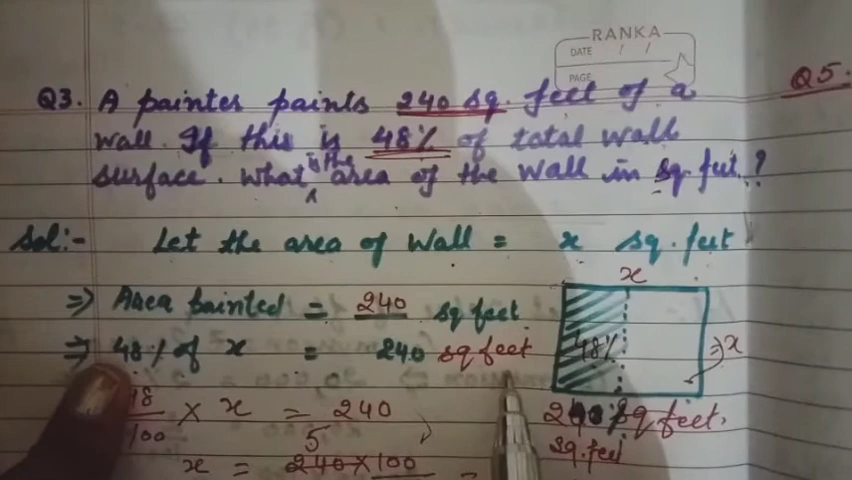 RANKA
DATE / /
PAGE
Q5.
Q3. A painter paints 240 sq. feet of a
wall. If this is 48% of total wall
surface. What is the area of the wall in sq. feet.?
Sol:- Let the area of wall = x sq. feet
x
⇒ Area painted = 240 sq feet
⇒ 48% of x = 240 sq feet
48% ⇒ x
48/100 × x = 240
sq feet.
sq. feet
5
x = 240×100 =